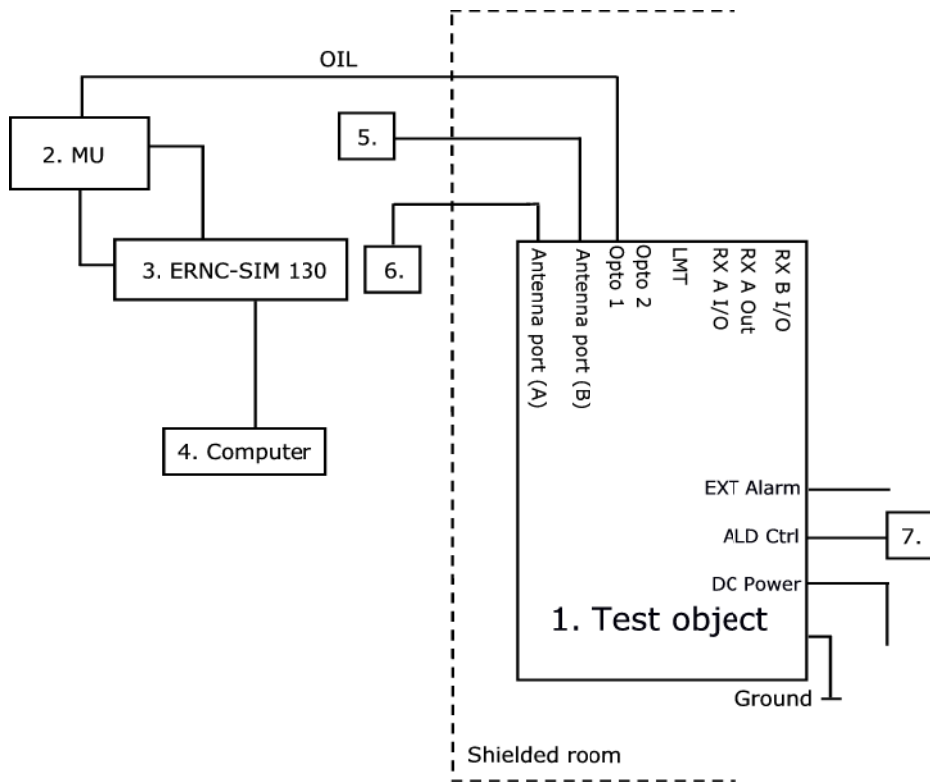 OIL
2. MU
5.
3. ERNC-SIM 130
6.
4. Computer
Antenna port (A)
Antenna port (B)
Opto 1
Opto 2
LMT
RX A I/O
RX A Out
RX B I/O
EXT Alarm
ALD Ctrl
7.
DC Power
1. Test object
Ground
Shielded room